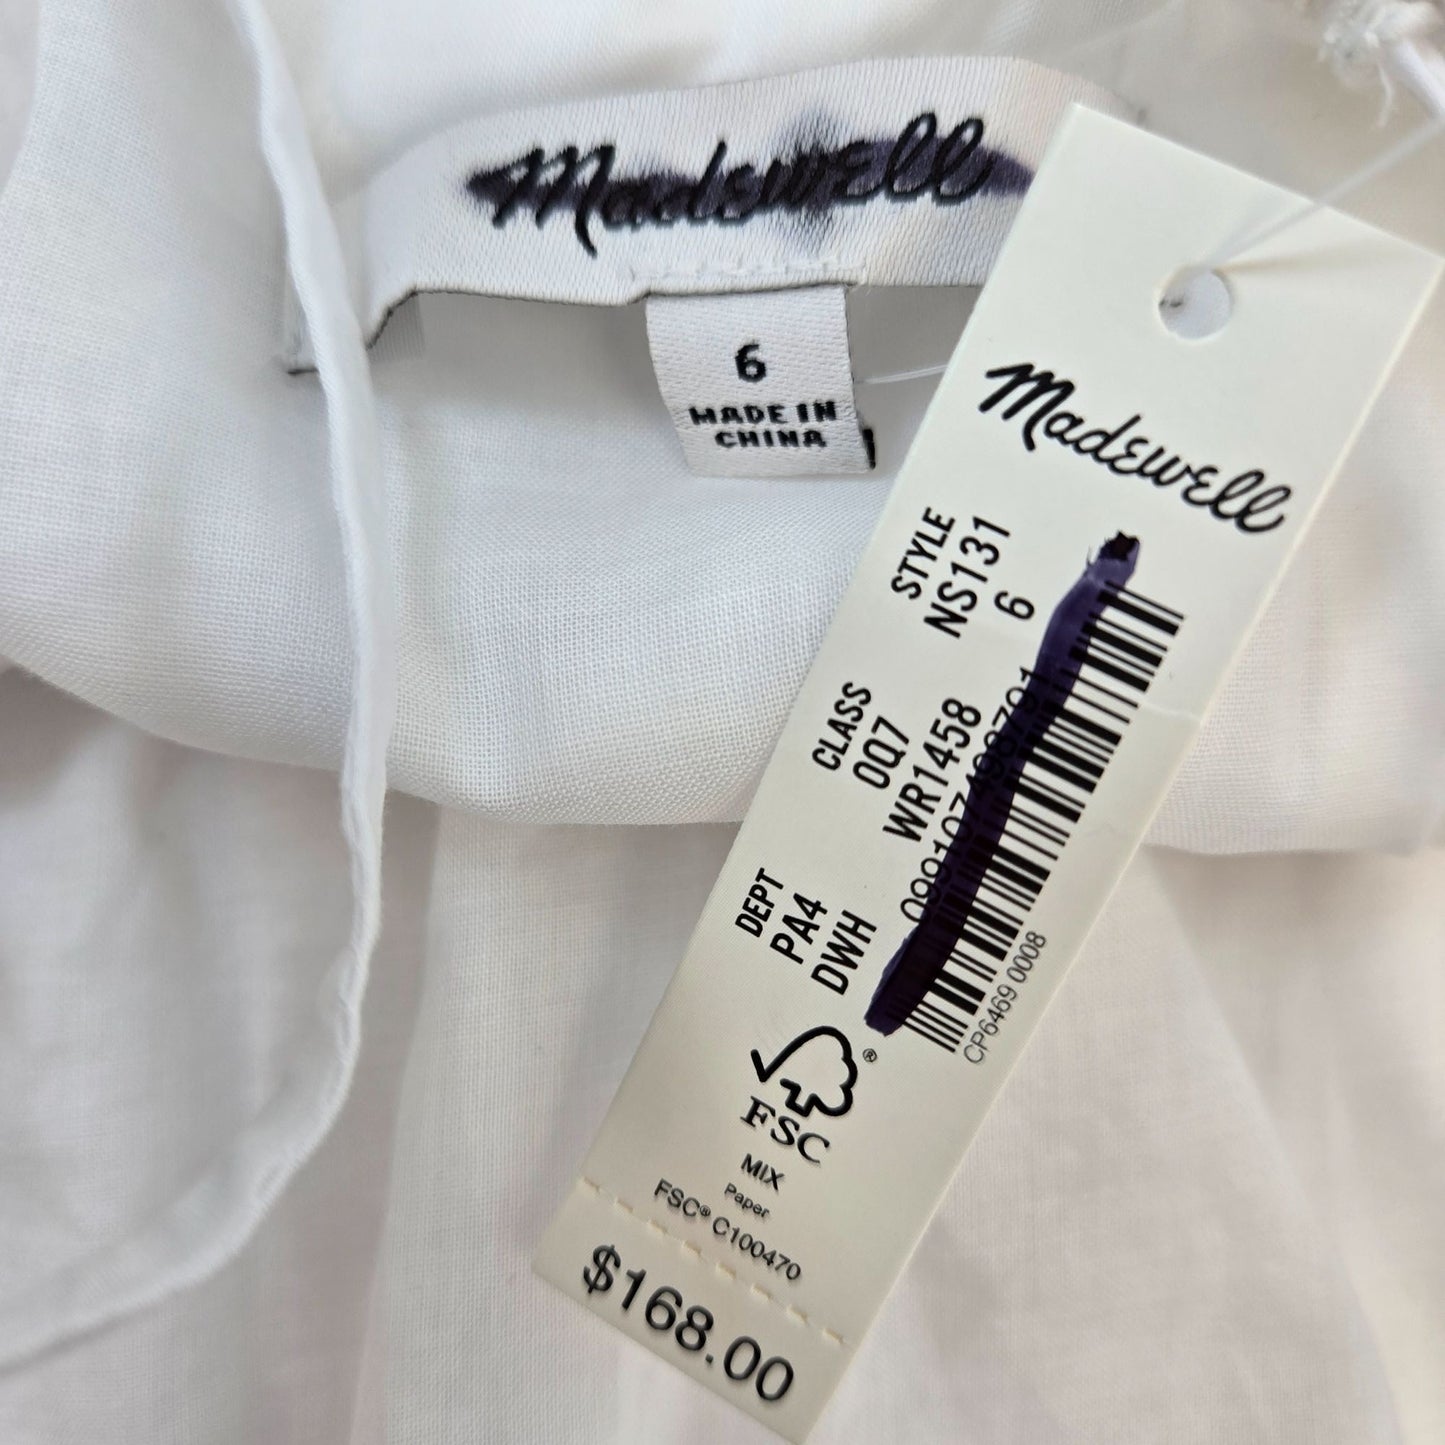 Madewell
6
MADE IN
CHINA
Madewell
STYLE
NS131
6
CLASS
0Q7
WR1458
DEPT
PA4
DWH
CP6469 0008
FSC
®
MIX
Paper
FSC® C100470
$168.00